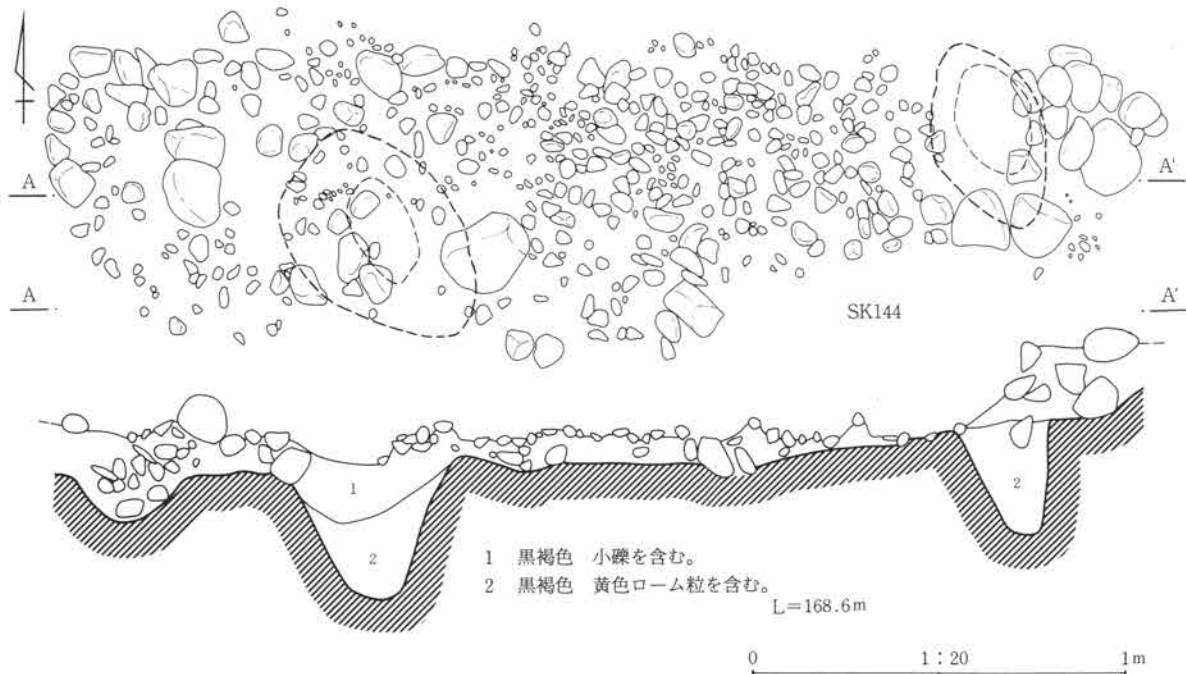 A A'
A A'
SK144
1
2
2
1 黒褐色 小礫を含む。
2 黒褐色 黄色ローム粒を含む。
L=168.6m
0 1:20 1m